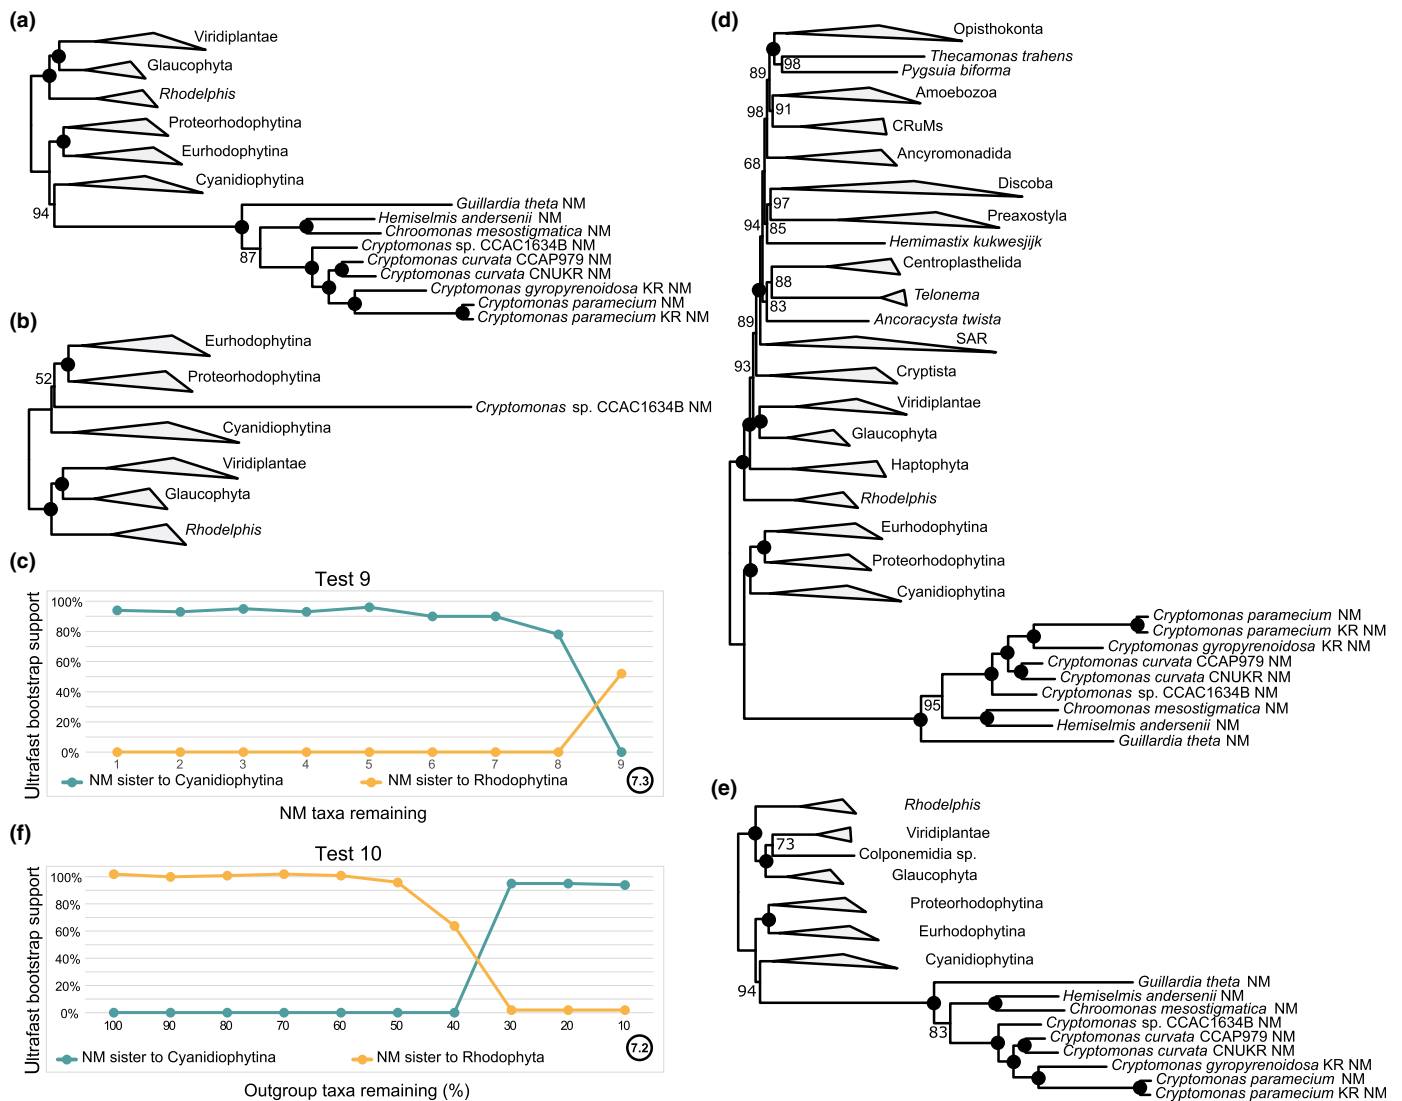 (a)
Viridiplantae
Glaucophyta
Rhodelphis
Proteorhodophytina
Eurhodophytina
Cyanidiophytina
94
Guillardia theta NM
Hemiselmis andersenii NM
Chroomonas mesostigmatica NM
87
Cryptomonas sp. CCAC1634B NM
Cryptomonas curvata CCAP979 NM
Cryptomonas curvata CNUKR NM
Cryptomonas gyropyrenoidosa KR NM
Cryptomonas paramecium NM
Cryptomonas paramecium KR NM
(b)
Eurhodophytina
52
Proteorhodophytina
Cryptomonas sp. CCAC1634B NM
Cyanidiophytina
Viridiplantae
Glaucophyta
Rhodelphis
(c)
Test 9
Ultrafast bootstrap support
100%
80%
60%
40%
20%
0%
1 2 3 4 5 6 7 8 9
NM sister to Cyanidiophytina
NM sister to Rhodophytina
7.3
NM taxa remaining
(f)
Test 10
Ultrafast bootstrap support
100%
80%
60%
40%
20%
0%
100 90 80 70 60 50 40 30 20 10
NM sister to Cyanidiophytina
NM sister to Rhodophyta
7.2
Outgroup taxa remaining (%)
(d)
Opisthokonta
Thecamonas trahens
98
Pygsuia biforma
89
Amoebozoa
98
91
CRuMs
Ancyromonadida
68
Discoba
97
Preaxostyla
94
85
Hemimastix kukwesjijk
Centroplasthelida
88
Telonema
83
Ancoracysta twista
89
SAR
93
Cryptista
Viridiplantae
Glaucophyta
Haptophyta
Rhodelphis
Eurhodophytina
Proteorhodophytina
Cyanidiophytina
Cryptomonas paramecium NM
Cryptomonas paramecium KR NM
Cryptomonas gyropyrenoidosa KR NM
Cryptomonas curvata CCAP979 NM
Cryptomonas curvata CNUKR NM
Cryptomonas sp. CCAC1634B NM
95
Chroomonas mesostigmatica NM
Hemiselmis andersenii NM
Guillardia theta NM
(e)
Rhodelphis
Viridiplantae
73
Colponemidia sp.
Glaucophyta
Proteorhodophytina
Eurhodophytina
Cyanidiophytina
94
Guillardia theta NM
Hemiselmis andersenii NM
Chroomonas mesostigmatica NM
83
Cryptomonas sp. CCAC1634B NM
Cryptomonas curvata CCAP979 NM
Cryptomonas curvata CNUKR NM
Cryptomonas gyropyrenoidosa KR NM
Cryptomonas paramecium NM
Cryptomonas paramecium KR NM